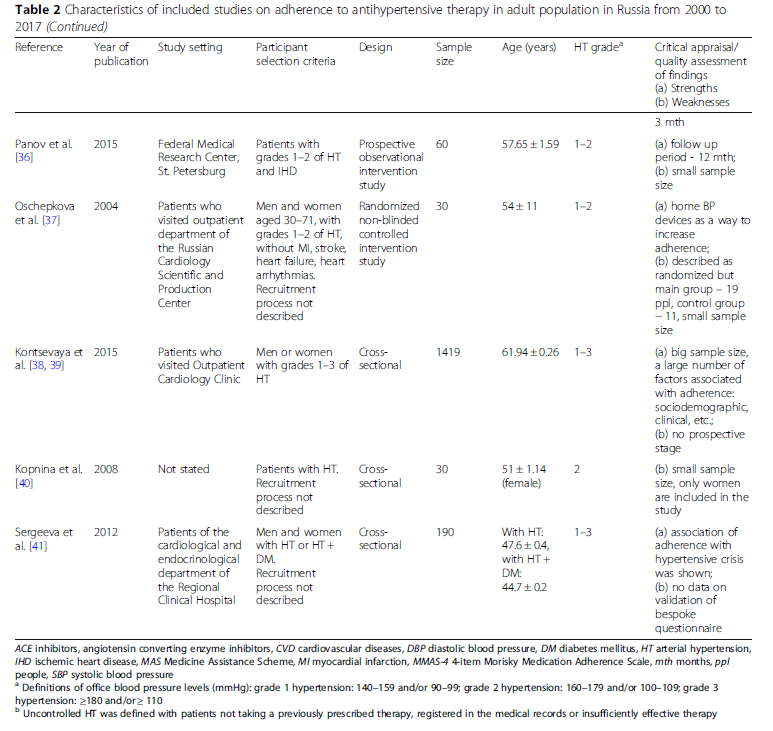 Table 2 Characteristics of included studies on adherence to antihypertensive therapy in adult population in Russia from 2000 to
2017 (Continued)
Reference
Year of
publication
Study setting
Participant
selection criteria
Design
Sample
size
Age (years)
HT grade^a
Critical appraisal/
quality assessment
of findings
(a) Strengths
(b) Weaknesses
3 mth
Panov et al.
[36]
2015
Federal Medical
Research Center,
St. Petersburg
Patients with
grades 1–2 of HT
and IHD
Prospective
observational
intervention
study
60
57.65 ± 1.59
1–2
(a) follow up
period - 12 mth;
(b) small sample
size
Oschepkova
et al. [37]
2004
Patients who
visited outpatient
department of
the Russian
Cardiology
Scientific and
Production
Center
Men and women
aged 30–71, with
grades 1–2 of HT,
without MI, stroke,
heart failure, heart
arrhythmias.
Recruitment
process not
described
Randomized
non-blinded
controlled
intervention
study
30
54 ± 11
1–2
(a) home BP
devices as a way to
increase
adherence;
(b) described as
randomized but
main group – 19
ppl, control group
– 11, small sample
size
Kontsevaya et
al. [38, 39]
2015
Patients who
visited Outpatient
Cardiology Clinic
Men or women
with grades 1–3 of
HT
Cross-
sectional
1419
61.94 ± 0.26
1–3
(a) big sample size,
a large number of
factors associated
with adherence:
sociodemographic,
clinical, etc.;
(b) no prospective
stage
Kopnina et al.
[40]
2008
Not stated
Patients with HT.
Recruitment
process not
described
Cross-
sectional
30
51 ± 1.14
(female)
2
(b) small sample
size, only women
are included in the
study
Sergeeva et
al. [41]
2012
Patients of the
cardiological and
endocrinological
department of
the Regional
Clinical Hospital
Men and women
with HT or HT +
DM.
Recruitment
process not
described
Cross-
sectional
190
With HT:
47.6 ± 0.4,
with HT +
DM:
44.7 ± 0.2
1–3
(a) association of
adherence with
hypertensive crisis
was shown;
(b) no data on
validation of
bespoke
questionnaire
ACE inhibitors, angiotensin converting enzyme inhibitors, CVD cardiovascular diseases, DBP diastolic blood pressure, DM diabetes mellitus, HT arterial hypertension,
IHD ischemic heart disease, MAS Medicine Assistance Scheme, MI myocardial infarction, MMAS-4 4-item Morisky Medication Adherence Scale, mth months, ppl
people, SBP systolic blood pressure
^a Definitions of office blood pressure levels (mmHg): grade 1 hypertension: 140–159 and/or 90–99; grade 2 hypertension: 160–179 and/or 100–109; grade 3
hypertension: ≥180 and/or ≥ 110
^b Uncontrolled HT was defined with patients not taking a previously prescribed therapy, registered in the medical records or insufficiently effective therapy